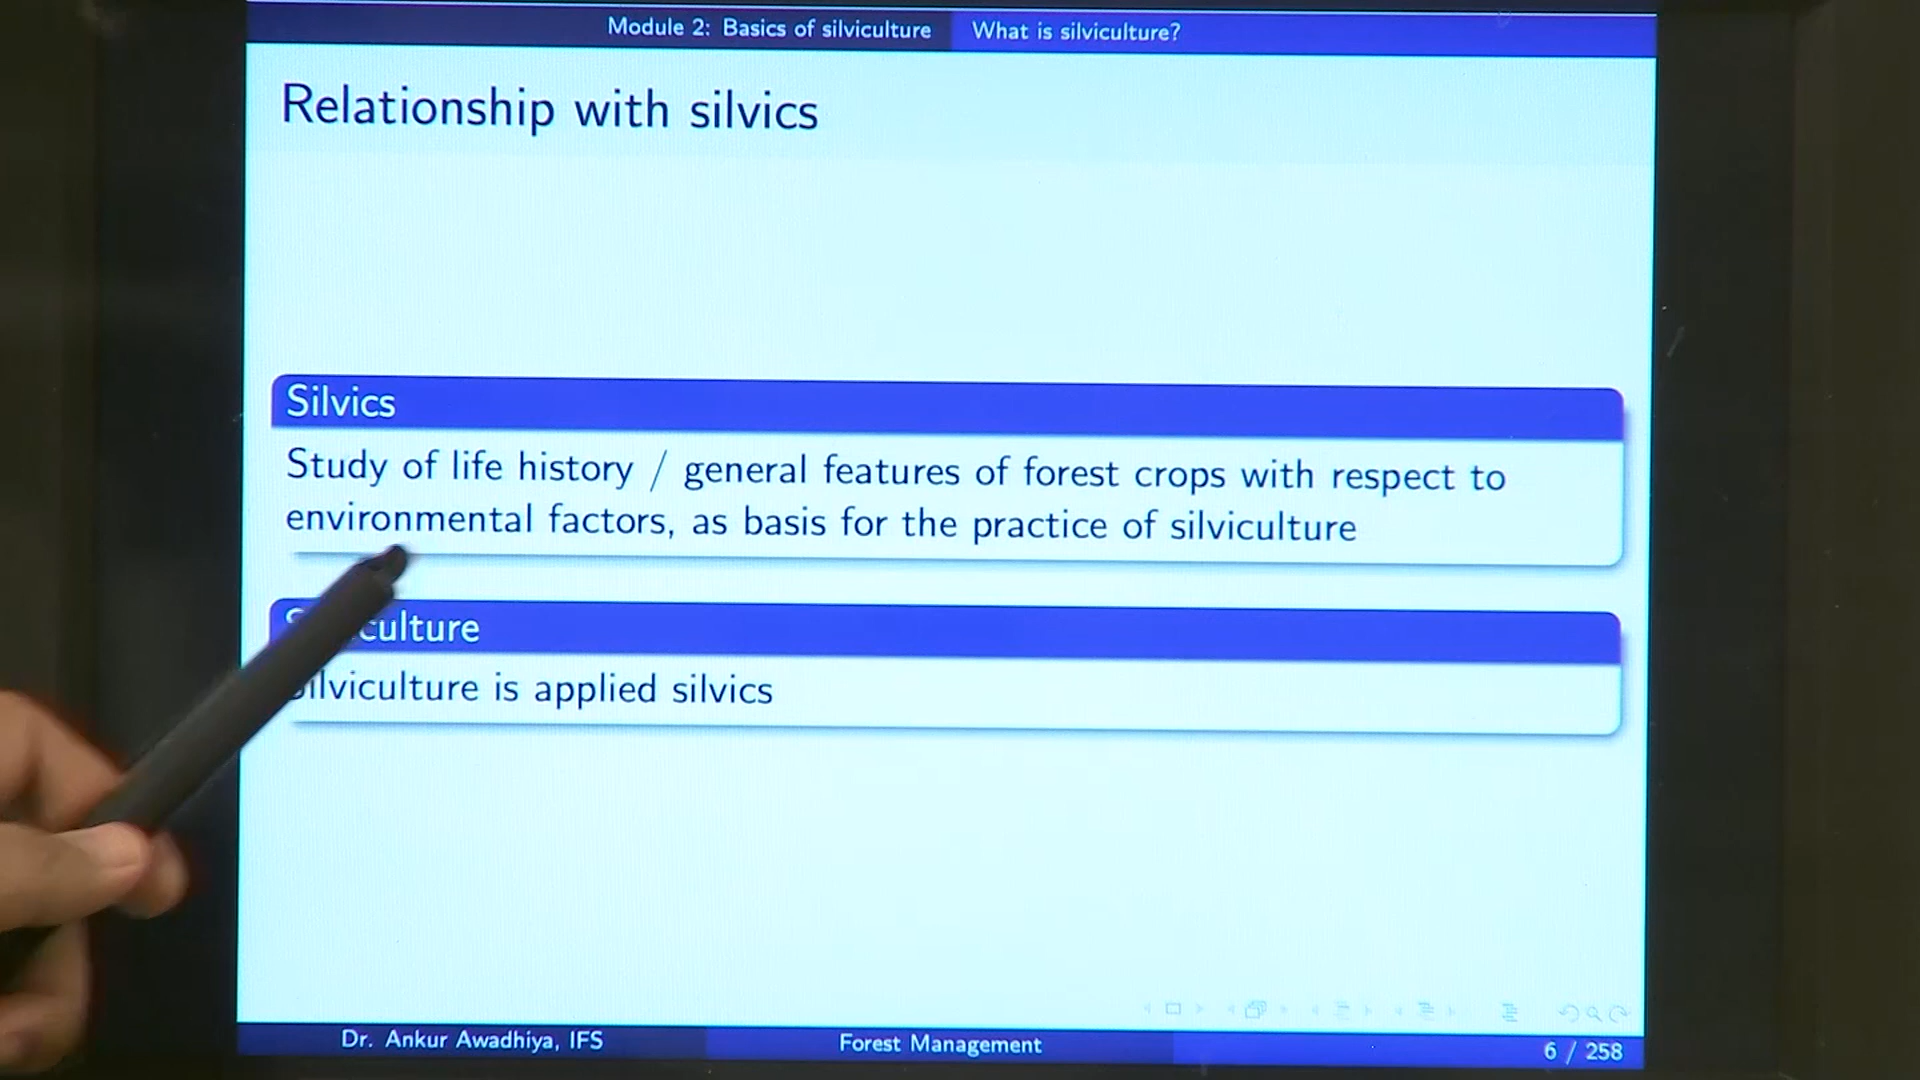 Module 2: Basics of silviculture What is silviculture?
Relationship with silvics
Silvics
Study of life history / general features of forest crops with respect to
environmental factors, as basis for the practice of silviculture
is applied silvics
Dr. Ankur Awadhiya, IFS Forest Management 6 / 258